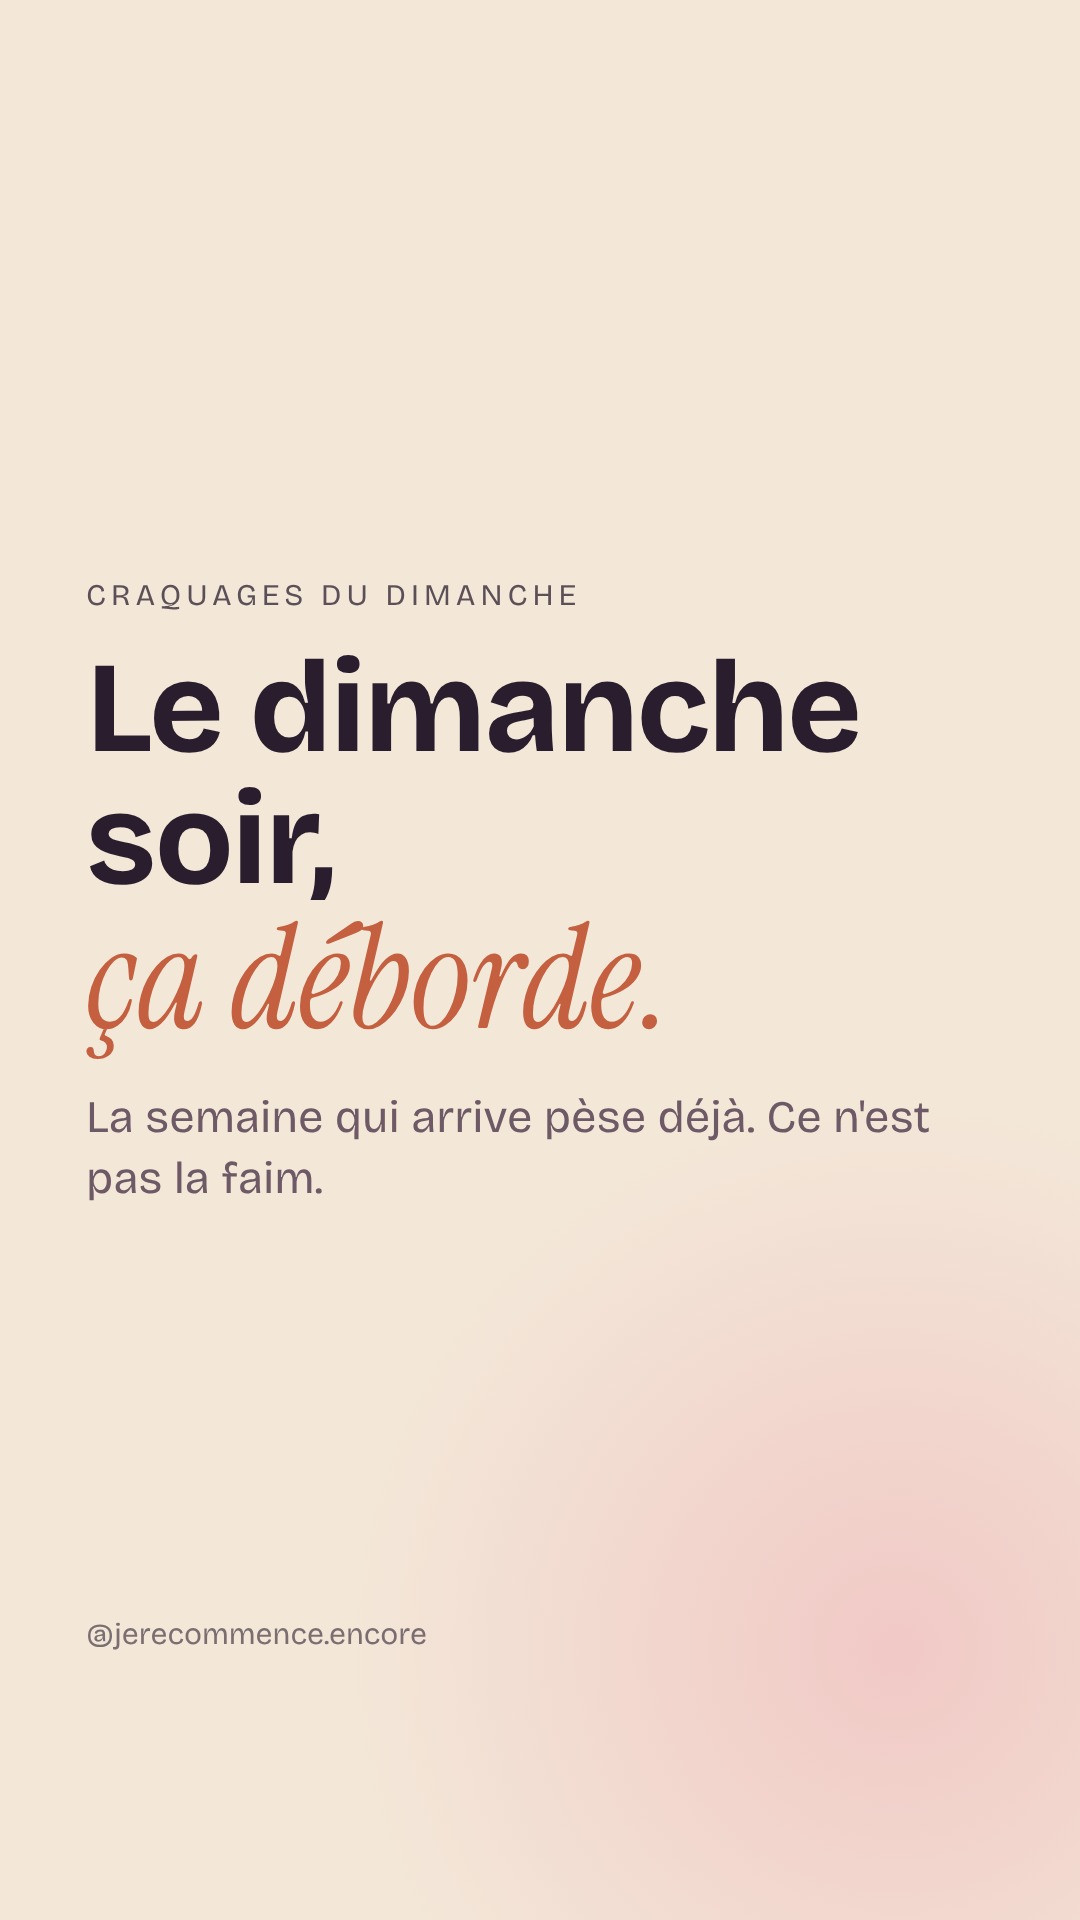 CRAQUAGES DU DIMANCHE
Le dimanche
soir,
ça déborde.
La semaine qui arrive pèse déjà. Ce n'est
pas la faim.
@jerecommence.encore